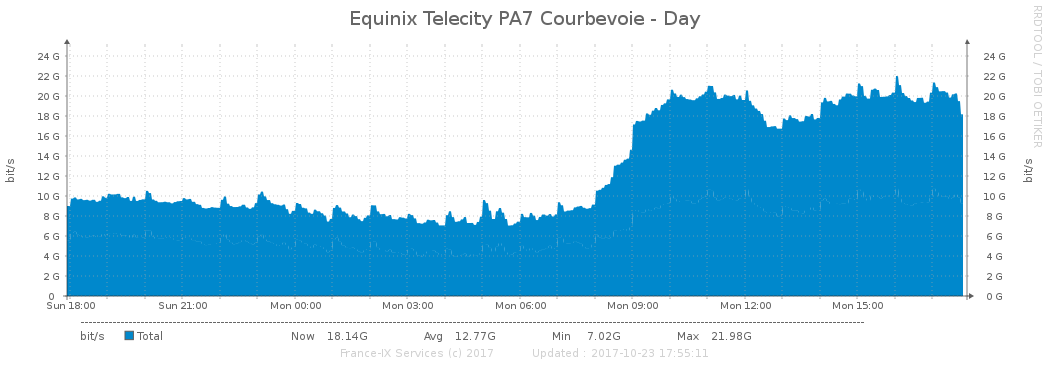 Equinix Telecity PA7 Courbevoie - Day
RRDTOOL / TOBI OETIKER
bit/s
24 G 24 G
22 G 22 G
20 G 20 G
18 G 18 G
16 G 16 G
14 G 14 G
12 G 12 G
10 G 10 G
8 G 8 G
6 G 6 G
4 G 4 G
2 G 2 G
0 0 G
bit/s
Sun 18:00 Sun 21:00 Mon 00:00 Mon 03:00 Mon 06:00 Mon 09:00 Mon 12:00 Mon 15:00
bit/s Total Now 18.14G Avg 12.77G Min 7.02G Max 21.98G
France-IX Services (c) 2017 Updated : 2017-10-23 17:55:11